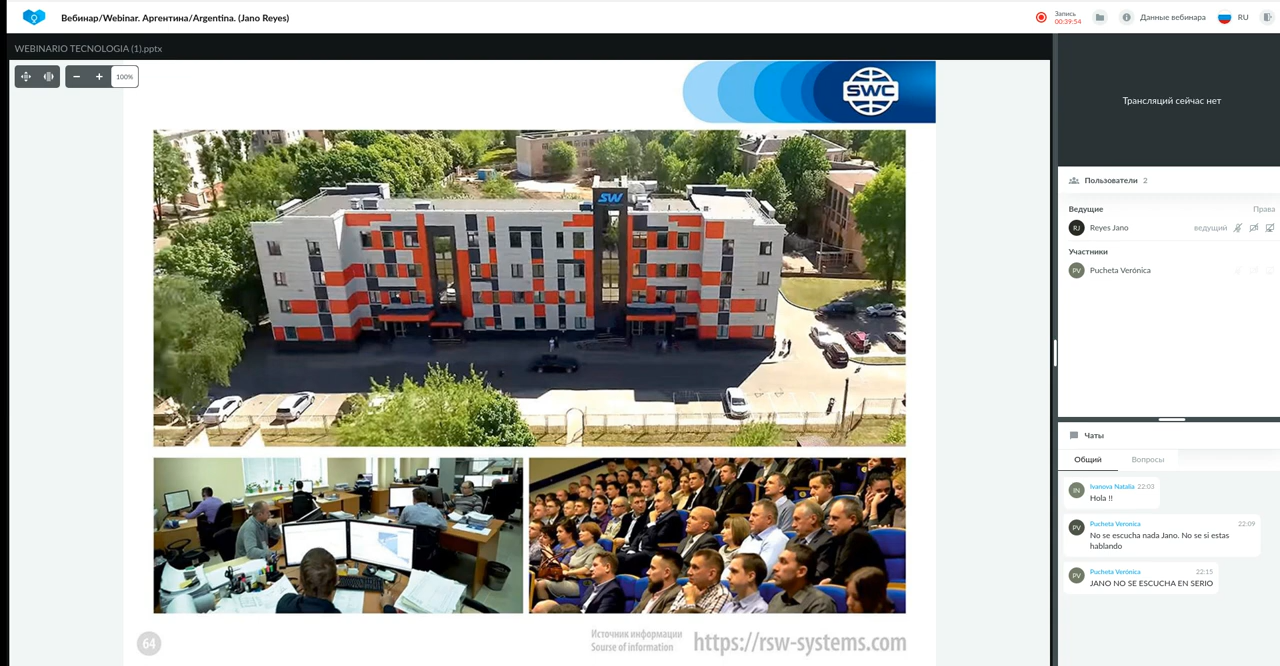 Вебинар/Webinar. Аргентина/Argentina. (Jano Reyes)
Запись
00:39:54
Данные вебинара
RU
WEBINARIO TECNOLOGIA (1).pptx
100%
SWC
SW
64
Источник информации
Sourse of information
https://rsw-systems.com
Трансляций сейчас нет
Пользователи 2
Ведущие Права
RJ Reyes Jano ведущий
Участники
PV Pucheta Verónica
Чаты
Общий Вопросы
IN Ivanova Natalia 22:03
Hola !!
PV Pucheta Veronica 22:09
No se escucha nada Jano. No se si estas
hablando
PV Pucheta Verónica 22:15
JANO NO SE ESCUCHA EN SERIO